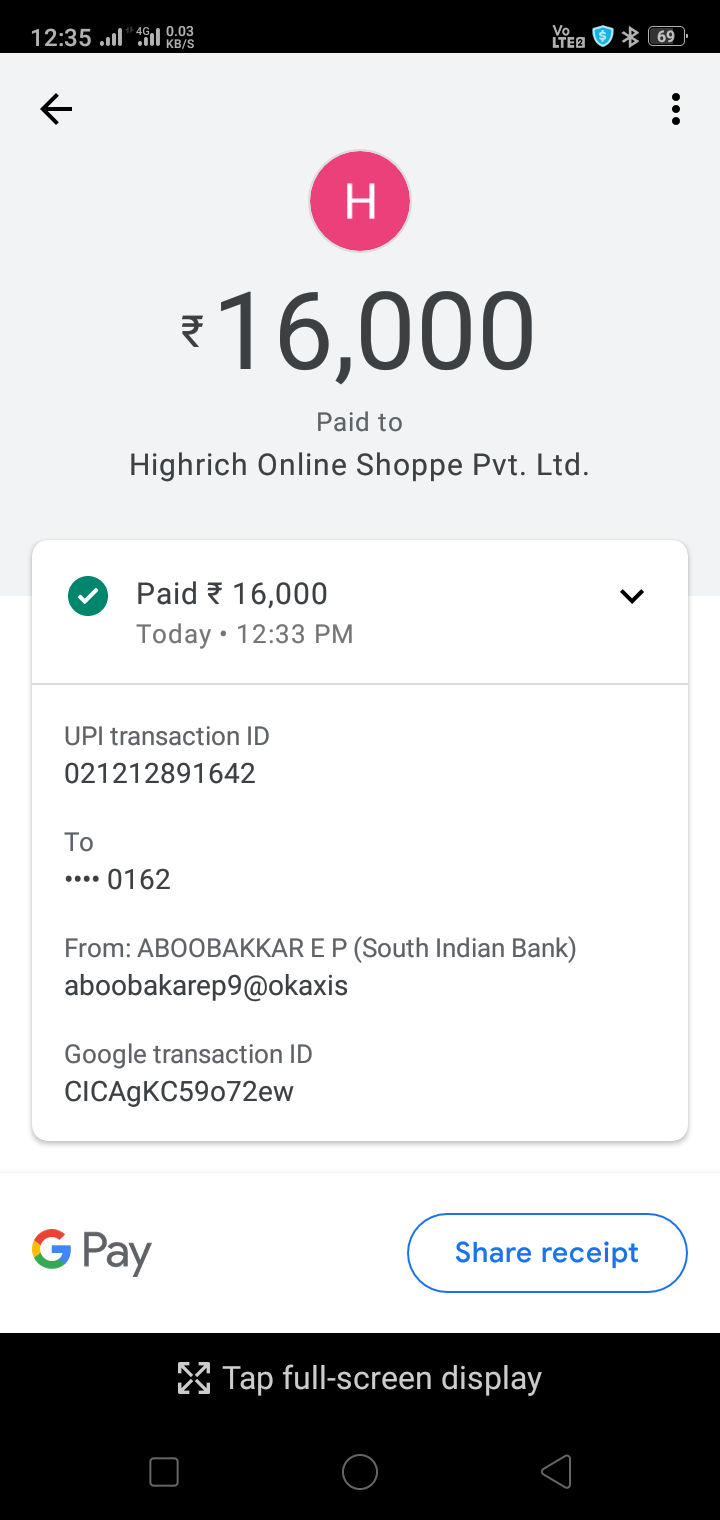 12:35 4G 0.03 KB/S Vo LTE2 69
H
₹16,000
Paid to
Highrich Online Shoppe Pvt. Ltd.
Paid ₹ 16,000
Today • 12:33 PM
UPI transaction ID
021212891642
To
•••• 0162
From: ABOOBAKKAR E P (South Indian Bank)
aboobakarep9@okaxis
Google transaction ID
CICAgKC59o72ew
G Pay
Share receipt
Tap full-screen display